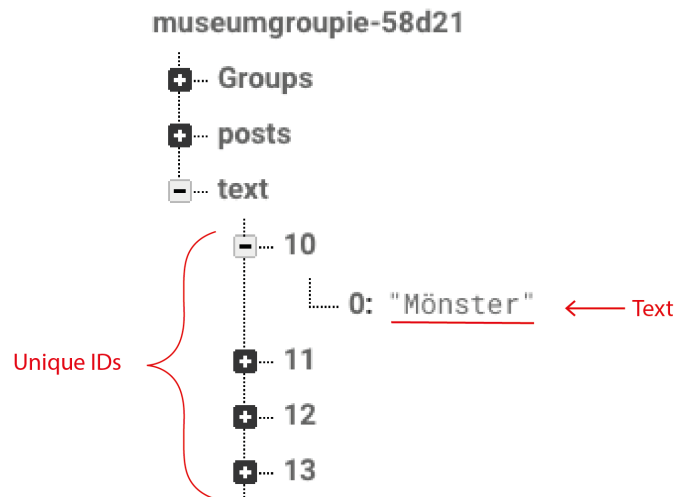 museumgroupie-58d21
Groups
posts
text
10
0: "Mönster"
Text
Unique IDs
11
12
13